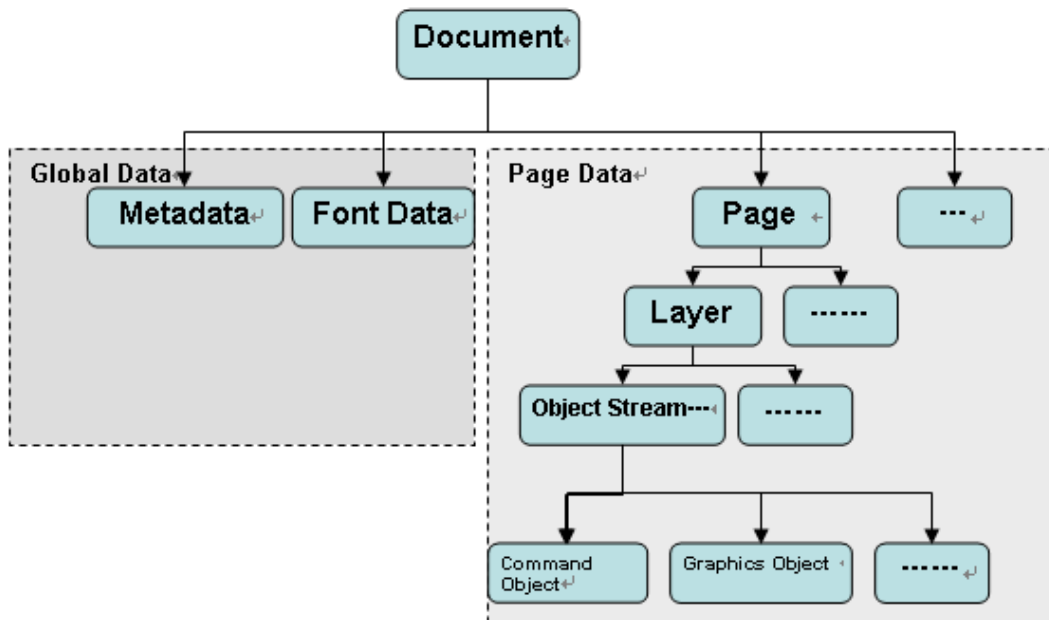 Document
Global Data
Page Data
Metadata
Font Data
Page
---
Layer
------
Object Stream---
------
Command
Object
Graphics Object
------